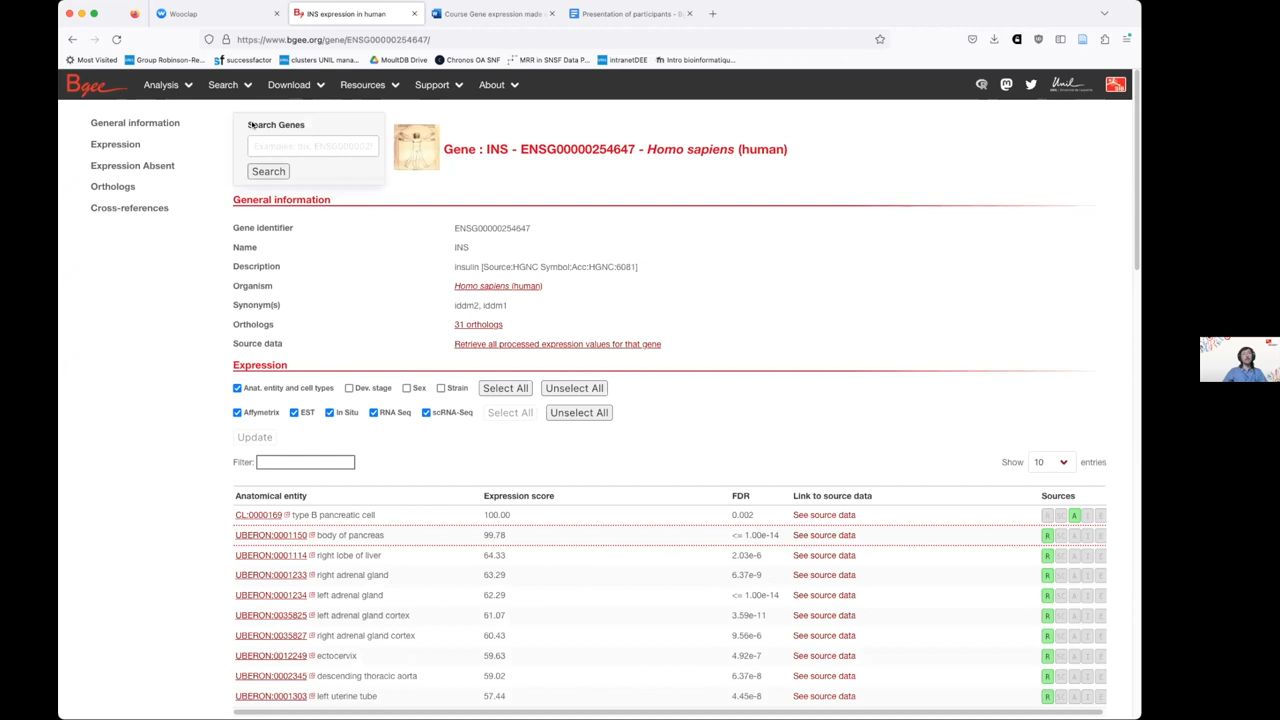 Wooclap
INS expression in human
Course Gene expression made
Presentation of participants - B
https://www.bgee.org/gene/ENSG00000254647/
Most Visited Group Robinson-Re... successfactor clusters UNIL mana... MoultDB Drive Chronos OA SNF MRR in SNSF Data P... intranetDEE Intro bioinformatiq...
Bgee Analysis Search Download Resources Support About Unil
General information
Expression
Expression Absent
Orthologs
Cross-references
Search Genes
Search
Gene : INS - ENSG00000254647 - Homo sapiens (human)
General information
Gene identifier ENSG00000254647
Name INS
Description insulin [Source:HGNC Symbol;Acc:HGNC:6081]
Organism Homo sapiens (human)
Synonym(s) iddm2, iddm1
Orthologs 31 orthologs
Source data Retrieve all processed expression values for that gene
Expression
Anat. entity and cell types Dev. stage Sex Strain Select All Unselect All
Affymetrix EST In Situ RNA Seq scRNA-Seq Select All Unselect All
Update
Filter: Show 10 entries
Anatomical entity Expression score FDR Link to source data Sources
CL:0000169 type B pancreatic cell 100.00 0.002 See source data R SC A I E
UBERON:0001150 body of pancreas 99.78 <= 1.00e-14 See source data R SC A I E
UBERON:0001114 right lobe of liver 64.33 2.03e-6 See source data R SC A I E
UBERON:0001233 right adrenal gland 63.29 6.37e-9 See source data R SC A I E
UBERON:0001234 left adrenal gland 62.29 <= 1.00e-14 See source data R SC A I E
UBERON:0035825 left adrenal gland cortex 61.07 3.59e-11 See source data R SC A I E
UBERON:0035827 right adrenal gland cortex 60.43 9.56e-6 See source data R SC A I E
UBERON:0012249 ectocervix 59.63 4.92e-7 See source data R SC A I E
UBERON:0002345 descending thoracic aorta 59.02 6.37e-8 See source data R SC A I E
UBERON:0001303 left uterine tube 57.44 4.45e-8 See source data R SC A I E